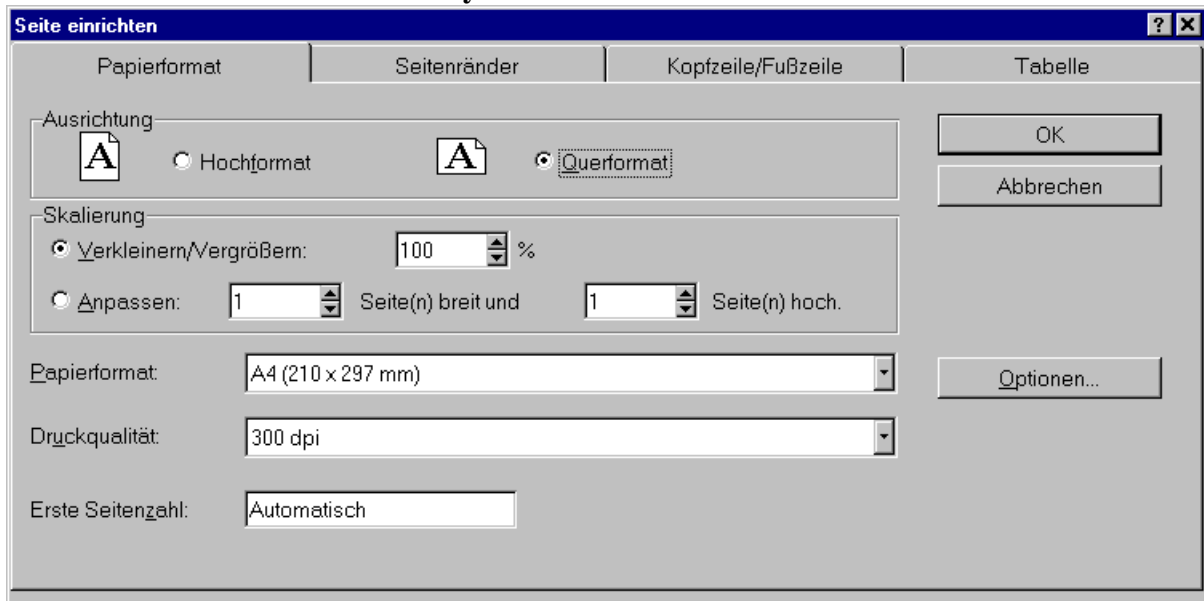 Seite einrichten
Papierformat Seitenränder Kopfzeile/Fußzeile Tabelle
Ausrichtung
A Hochformat A Querformat
OK
Abbrechen
Skalierung
Verkleinern/Vergrößern: 100 %
Anpassen: 1 Seite(n) breit und 1 Seite(n) hoch.
Papierformat: A4 (210 x 297 mm)
Optionen...
Druckqualität: 300 dpi
Erste Seitenzahl: Automatisch